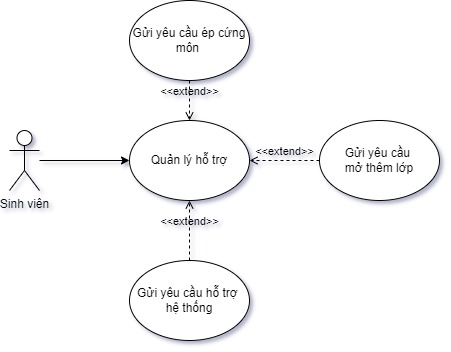 Gửi yêu cầu ép cứng
môn
<<extend>>
Quản lý hỗ trợ
<<extend>>
Gửi yêu cầu
mở thêm lớp
Sinh viên
<<extend>>
Gửi yêu cầu hỗ trợ
hệ thống